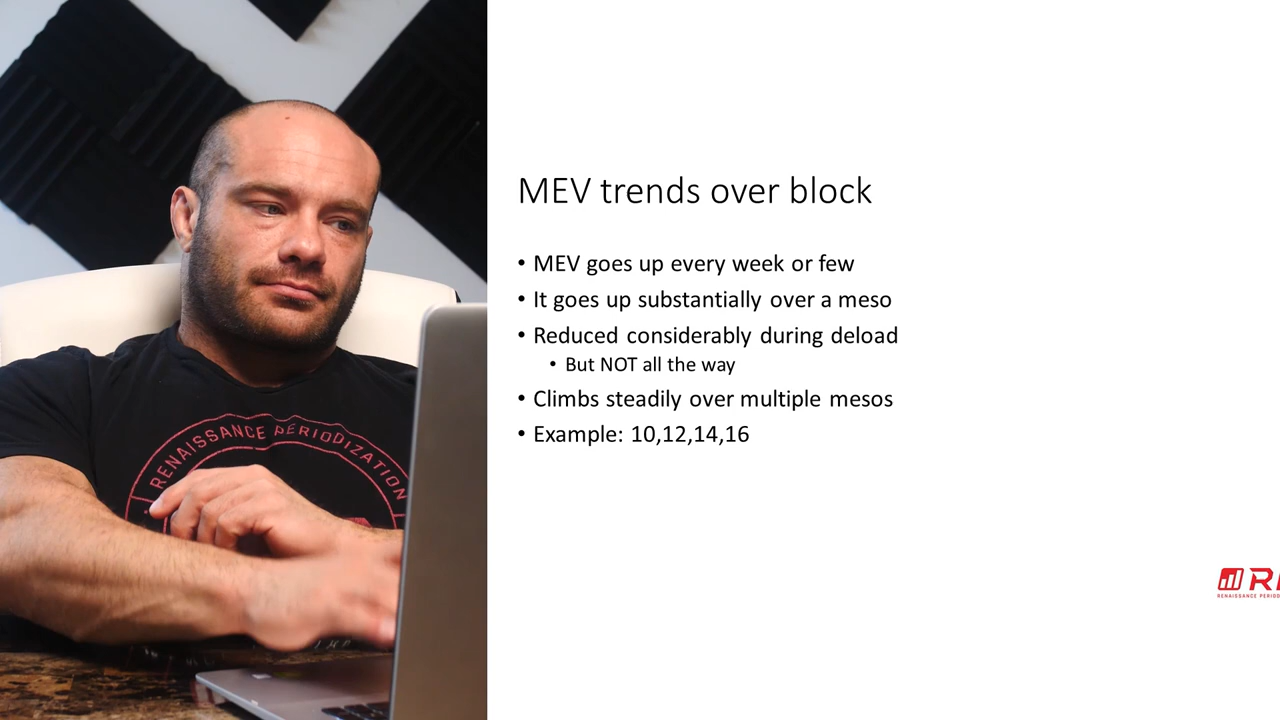 MEV trends over block
• MEV goes up every week or few
• It goes up substantially over a meso
• Reduced considerably during deload
• But NOT all the way
• Climbs steadily over multiple mesos
• Example: 10,12,14,16
RENAISSANCE PERIODIZATION